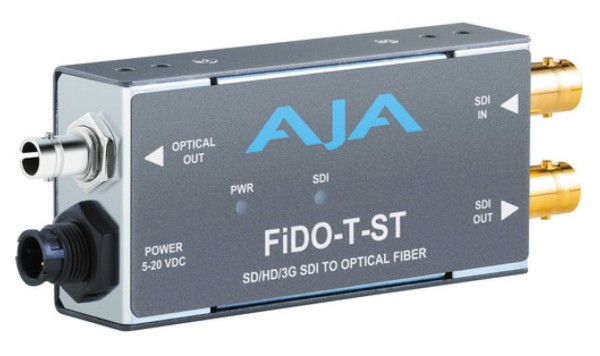 AJA
OPTICAL
OUT
SDI
IN
PWR
SDI
SDI
OUT
POWER
5-20 VDC
FiDO-T-ST
SD/HD/3G SDI TO OPTICAL FIBER